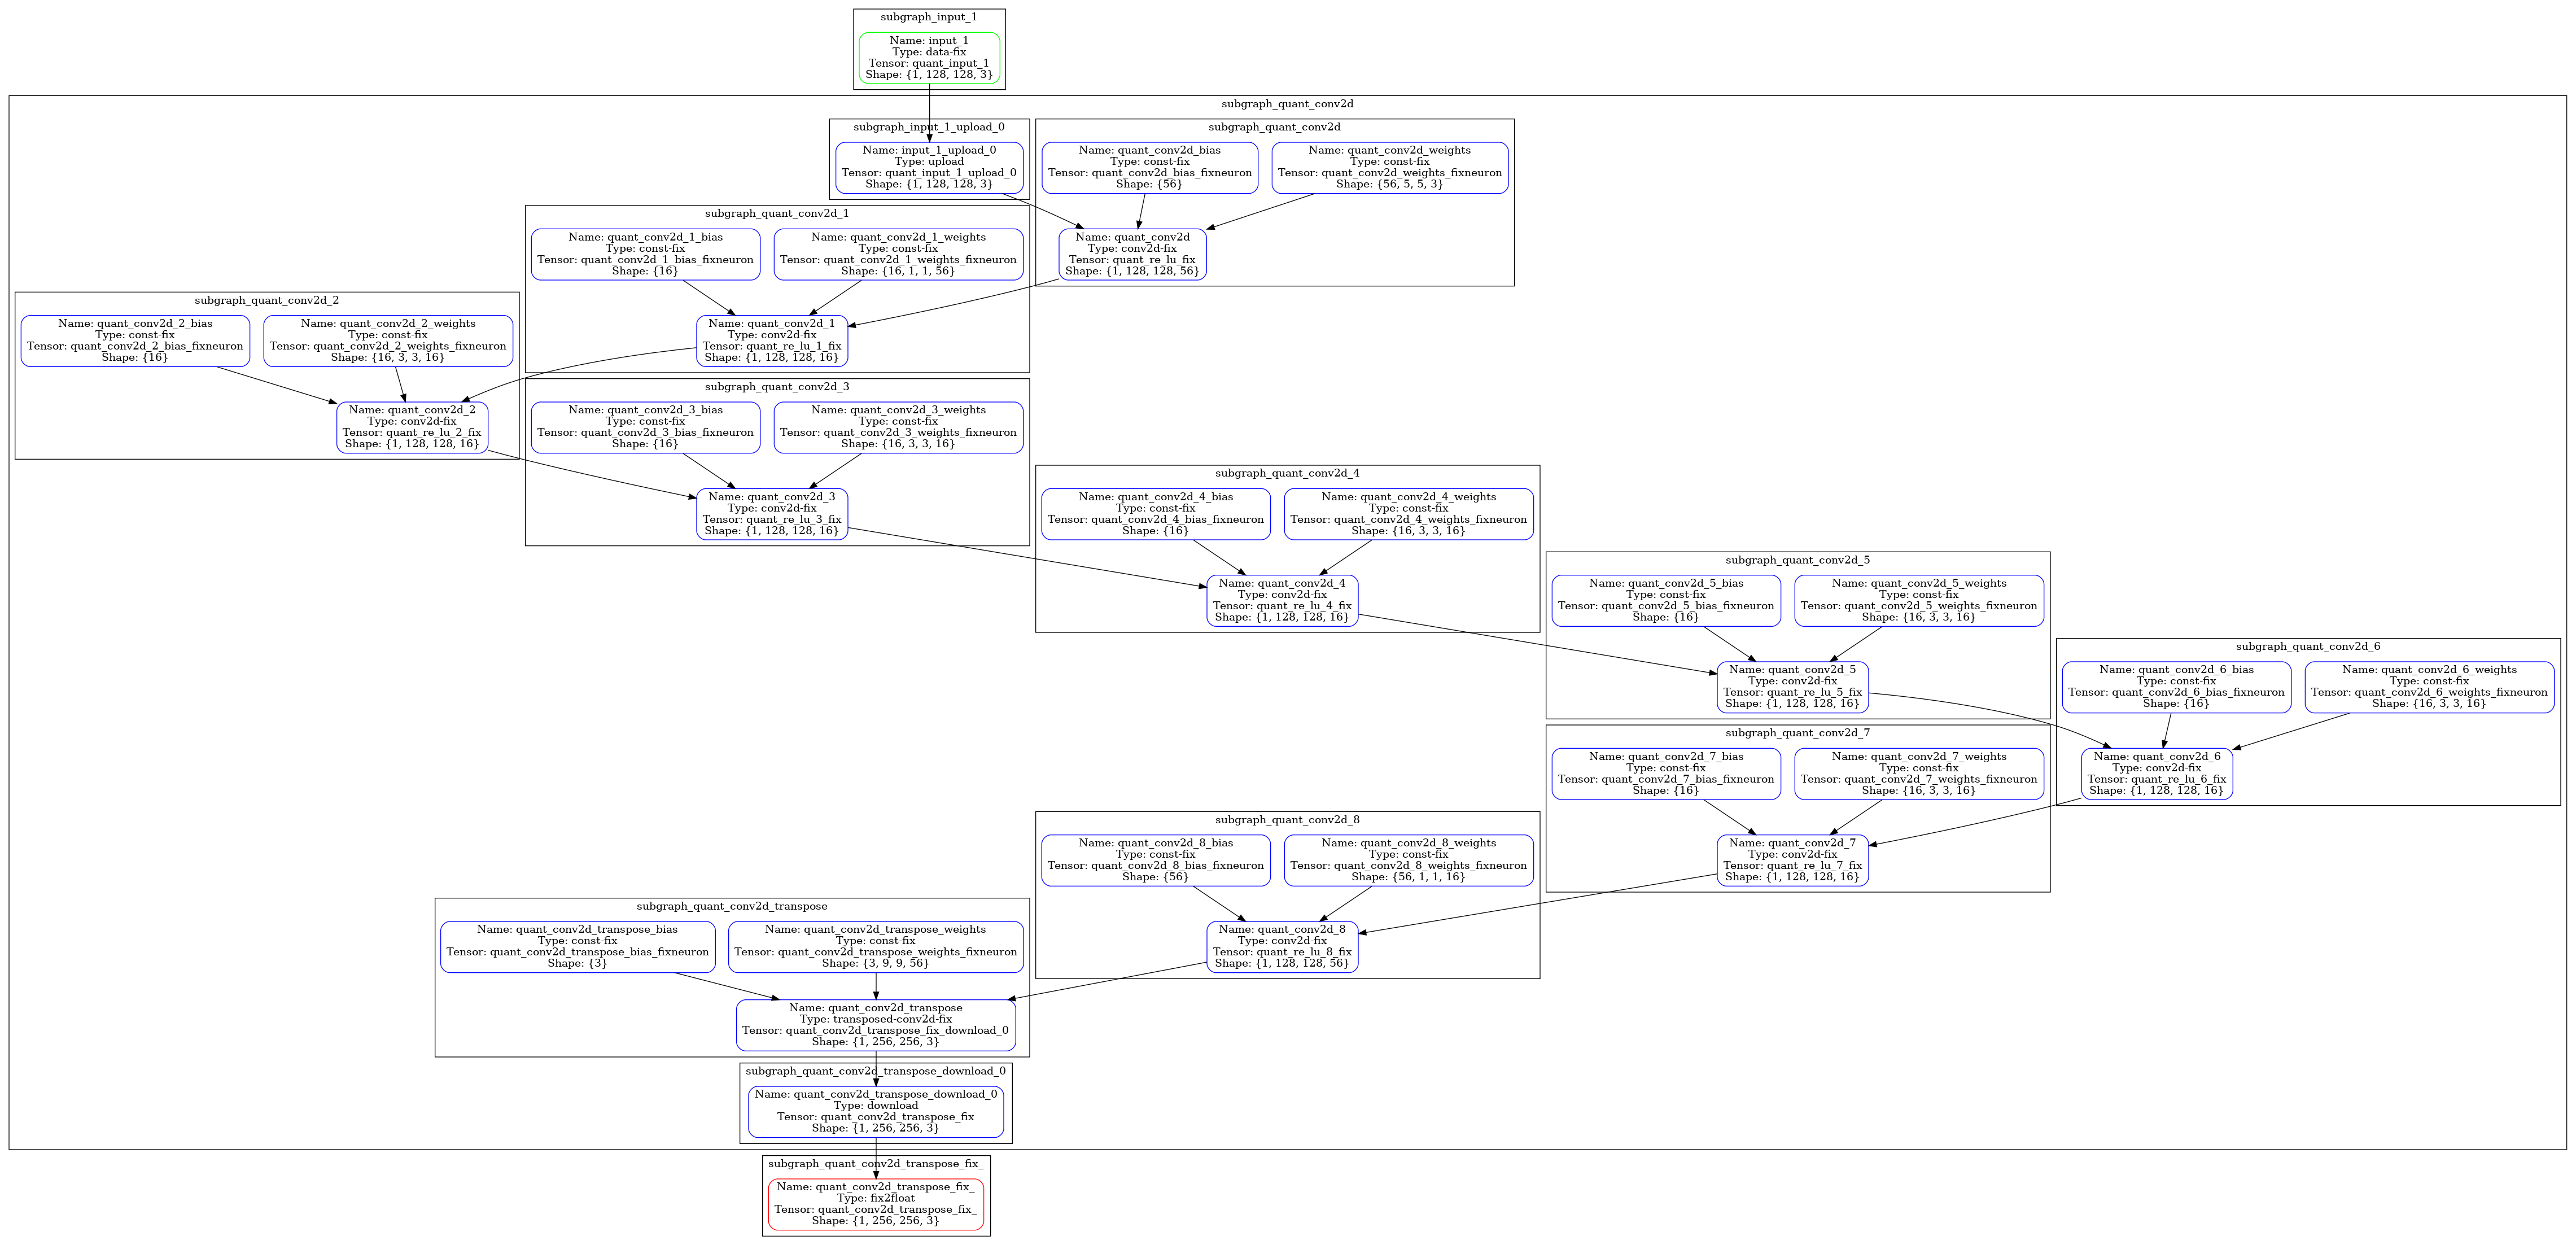 subgraph_input_1
Name: input_1
Type: data-fix
Tensor: quant_input_1
Shape: {1, 128, 128, 3}
subgraph_quant_conv2d
subgraph_input_1_upload_0
Name: input_1_upload_0
Type: upload
Tensor: quant_input_1_upload_0
Shape: {1, 128, 128, 3}
subgraph_quant_conv2d
Name: quant_conv2d_bias
Type: const-fix
Tensor: quant_conv2d_bias_fixneuron
Shape: {56}
Name: quant_conv2d_weights
Type: const-fix
Tensor: quant_conv2d_weights_fixneuron
Shape: {56, 5, 5, 3}
Name: quant_conv2d
Type: conv2d-fix
Tensor: quant_re_lu_fix
Shape: {1, 128, 128, 56}
subgraph_quant_conv2d_1
Name: quant_conv2d_1_bias
Type: const-fix
Tensor: quant_conv2d_1_bias_fixneuron
Shape: {16}
Name: quant_conv2d_1_weights
Type: const-fix
Tensor: quant_conv2d_1_weights_fixneuron
Shape: {16, 1, 1, 56}
Name: quant_conv2d_1
Type: conv2d-fix
Tensor: quant_re_lu_1_fix
Shape: {1, 128, 128, 16}
subgraph_quant_conv2d_2
Name: quant_conv2d_2_bias
Type: const-fix
Tensor: quant_conv2d_2_bias_fixneuron
Shape: {16}
Name: quant_conv2d_2_weights
Type: const-fix
Tensor: quant_conv2d_2_weights_fixneuron
Shape: {16, 3, 3, 16}
Name: quant_conv2d_2
Type: conv2d-fix
Tensor: quant_re_lu_2_fix
Shape: {1, 128, 128, 16}
subgraph_quant_conv2d_3
Name: quant_conv2d_3_bias
Type: const-fix
Tensor: quant_conv2d_3_bias_fixneuron
Shape: {16}
Name: quant_conv2d_3_weights
Type: const-fix
Tensor: quant_conv2d_3_weights_fixneuron
Shape: {16, 3, 3, 16}
Name: quant_conv2d_3
Type: conv2d-fix
Tensor: quant_re_lu_3_fix
Shape: {1, 128, 128, 16}
subgraph_quant_conv2d_4
Name: quant_conv2d_4_bias
Type: const-fix
Tensor: quant_conv2d_4_bias_fixneuron
Shape: {16}
Name: quant_conv2d_4_weights
Type: const-fix
Tensor: quant_conv2d_4_weights_fixneuron
Shape: {16, 3, 3, 16}
Name: quant_conv2d_4
Type: conv2d-fix
Tensor: quant_re_lu_4_fix
Shape: {1, 128, 128, 16}
subgraph_quant_conv2d_5
Name: quant_conv2d_5_bias
Type: const-fix
Tensor: quant_conv2d_5_bias_fixneuron
Shape: {16}
Name: quant_conv2d_5_weights
Type: const-fix
Tensor: quant_conv2d_5_weights_fixneuron
Shape: {16, 3, 3, 16}
Name: quant_conv2d_5
Type: conv2d-fix
Tensor: quant_re_lu_5_fix
Shape: {1, 128, 128, 16}
subgraph_quant_conv2d_6
Name: quant_conv2d_6_bias
Type: const-fix
Tensor: quant_conv2d_6_bias_fixneuron
Shape: {16}
Name: quant_conv2d_6_weights
Type: const-fix
Tensor: quant_conv2d_6_weights_fixneuron
Shape: {16, 3, 3, 16}
Name: quant_conv2d_6
Type: conv2d-fix
Tensor: quant_re_lu_6_fix
Shape: {1, 128, 128, 16}
subgraph_quant_conv2d_7
Name: quant_conv2d_7_bias
Type: const-fix
Tensor: quant_conv2d_7_bias_fixneuron
Shape: {16}
Name: quant_conv2d_7_weights
Type: const-fix
Tensor: quant_conv2d_7_weights_fixneuron
Shape: {16, 3, 3, 16}
Name: quant_conv2d_7
Type: conv2d-fix
Tensor: quant_re_lu_7_fix
Shape: {1, 128, 128, 16}
subgraph_quant_conv2d_8
Name: quant_conv2d_8_bias
Type: const-fix
Tensor: quant_conv2d_8_bias_fixneuron
Shape: {56}
Name: quant_conv2d_8_weights
Type: const-fix
Tensor: quant_conv2d_8_weights_fixneuron
Shape: {56, 1, 1, 16}
Name: quant_conv2d_8
Type: conv2d-fix
Tensor: quant_re_lu_8_fix
Shape: {1, 128, 128, 56}
subgraph_quant_conv2d_transpose
Name: quant_conv2d_transpose_bias
Type: const-fix
Tensor: quant_conv2d_transpose_bias_fixneuron
Shape: {3}
Name: quant_conv2d_transpose_weights
Type: const-fix
Tensor: quant_conv2d_transpose_weights_fixneuron
Shape: {3, 9, 9, 56}
Name: quant_conv2d_transpose
Type: transposed-conv2d-fix
Tensor: quant_conv2d_transpose_fix_download_0
Shape: {1, 256, 256, 3}
subgraph_quant_conv2d_transpose_download_0
Name: quant_conv2d_transpose_download_0
Type: download
Tensor: quant_conv2d_transpose_fix
Shape: {1, 256, 256, 3}
subgraph_quant_conv2d_transpose_fix_
Name: quant_conv2d_transpose_fix_
Type: fix2float
Tensor: quant_conv2d_transpose_fix_
Shape: {1, 256, 256, 3}